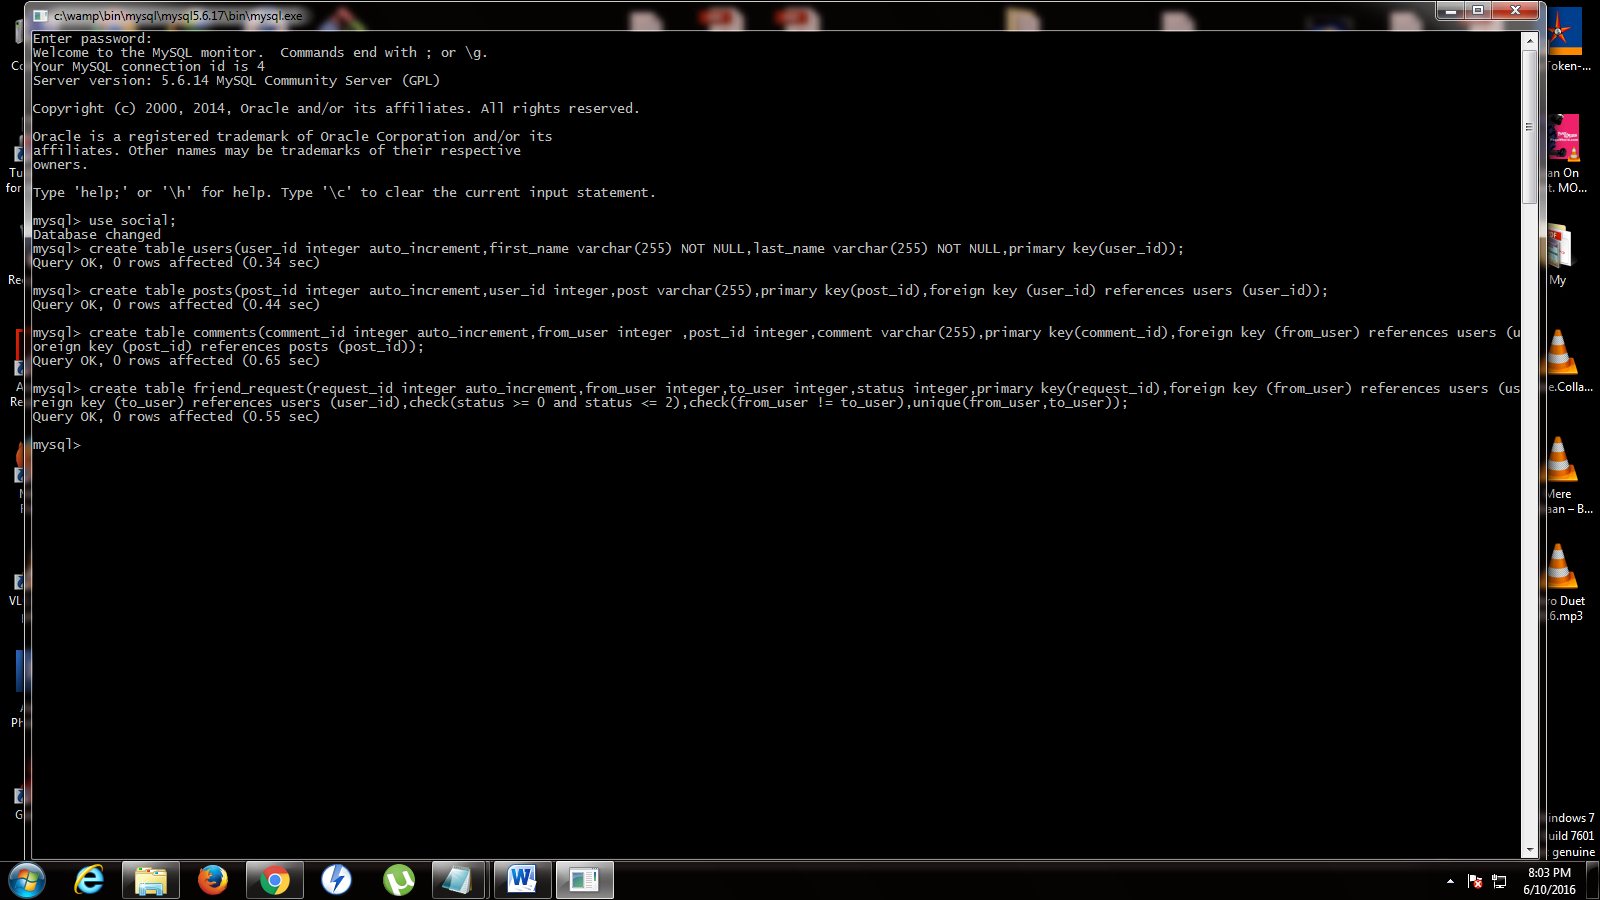 c:\wamp\bin\mysql\mysql5.6.17\bin\mysql.exe
Enter password:
Welcome to the MySQL monitor.  Commands end with ; or \g.
Your MySQL connection id is 4
Server version: 5.6.14 MySQL Community Server (GPL)
Copyright (c) 2000, 2014, Oracle and/or its affiliates. All rights reserved.
Oracle is a registered trademark of Oracle Corporation and/or its
affiliates. Other names may be trademarks of their respective
owners.
Type 'help;' or '\h' for help. Type '\c' to clear the current input statement.
mysql> use social;
Database changed
mysql> create table users(user_id integer auto_increment,first_name varchar(255) NOT NULL,last_name varchar(255) NOT NULL,primary key(user_id));
Query OK, 0 rows affected (0.34 sec)
mysql> create table posts(post_id integer auto_increment,user_id integer,post varchar(255),primary key(post_id),foreign key (user_id) references users (user_id));
Query OK, 0 rows affected (0.44 sec)
mysql> create table comments(comment_id integer auto_increment,from_user integer ,post_id integer,comment varchar(255),primary key(comment_id),foreign key (from_user) references users (u
oreign key (post_id) references posts (post_id));
Query OK, 0 rows affected (0.65 sec)
mysql> create table friend_request(request_id integer auto_increment,from_user integer,to_user integer,status integer,primary key(request_id),foreign key (from_user) references users (us
reign key (to_user) references users (user_id),check(status >= 0 and status <= 2),check(from_user != to_user),unique(from_user,to_user));
Query OK, 0 rows affected (0.55 sec)
mysql>
Tu
for
Rec
Re
VL
Ph
G
oken-...
an On
t. MO...
My
e.Colla...
Mere
aan – B...
ro Duet
6.mp3
indows 7
uild 7601
genuine
8:03 PM
6/10/2016